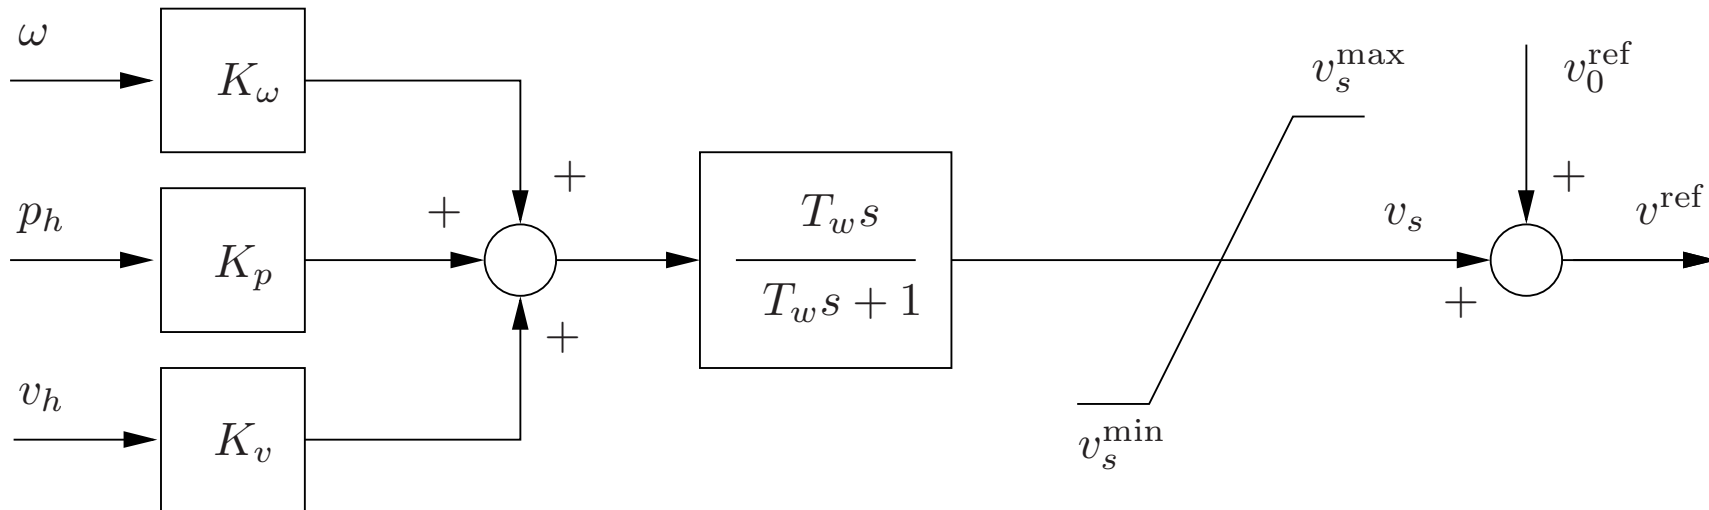 ω
K_ω
+
p_h
K_p
+
v_h
K_v
+
T_w s
T_w s + 1
v_s^max
v_s^min
v_s
+
v_0^ref
+
v^ref